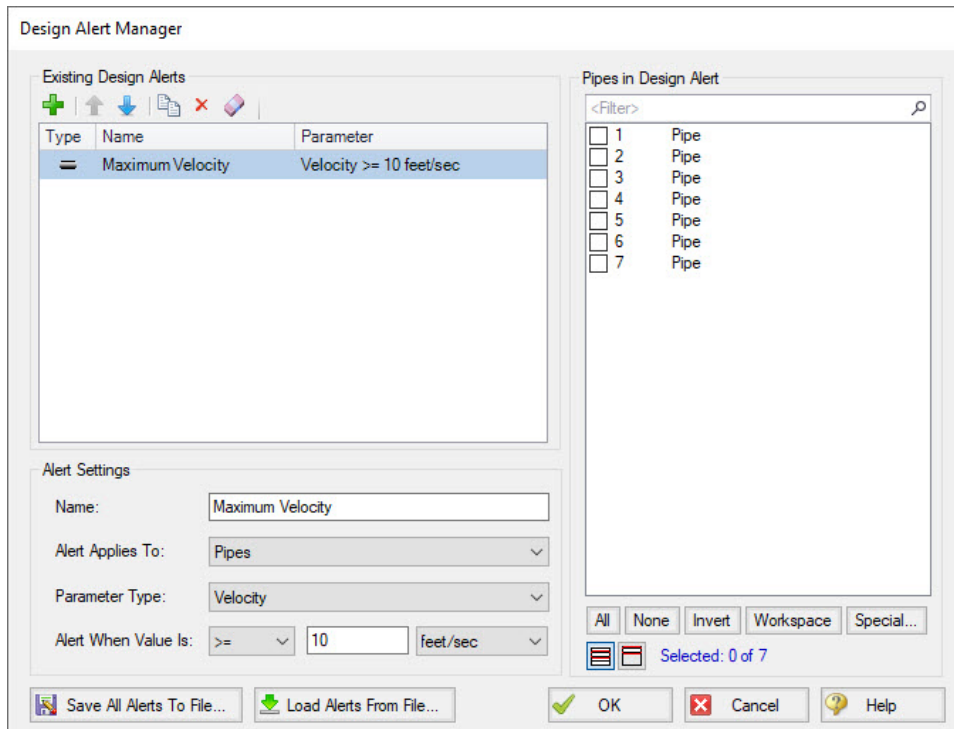 Design Alert Manager
Existing Design Alerts
Type Name Parameter
Maximum Velocity Velocity >= 10 feet/sec
Alert Settings
Name: Maximum Velocity
Alert Applies To: Pipes
Parameter Type: Velocity
Alert When Value Is: >= 10 feet/sec
Pipes in Design Alert
<Filter>
1 Pipe
2 Pipe
3 Pipe
4 Pipe
5 Pipe
6 Pipe
7 Pipe
All None Invert Workspace Special...
Selected: 0 of 7
Save All Alerts To File... Load Alerts From File... OK Cancel Help